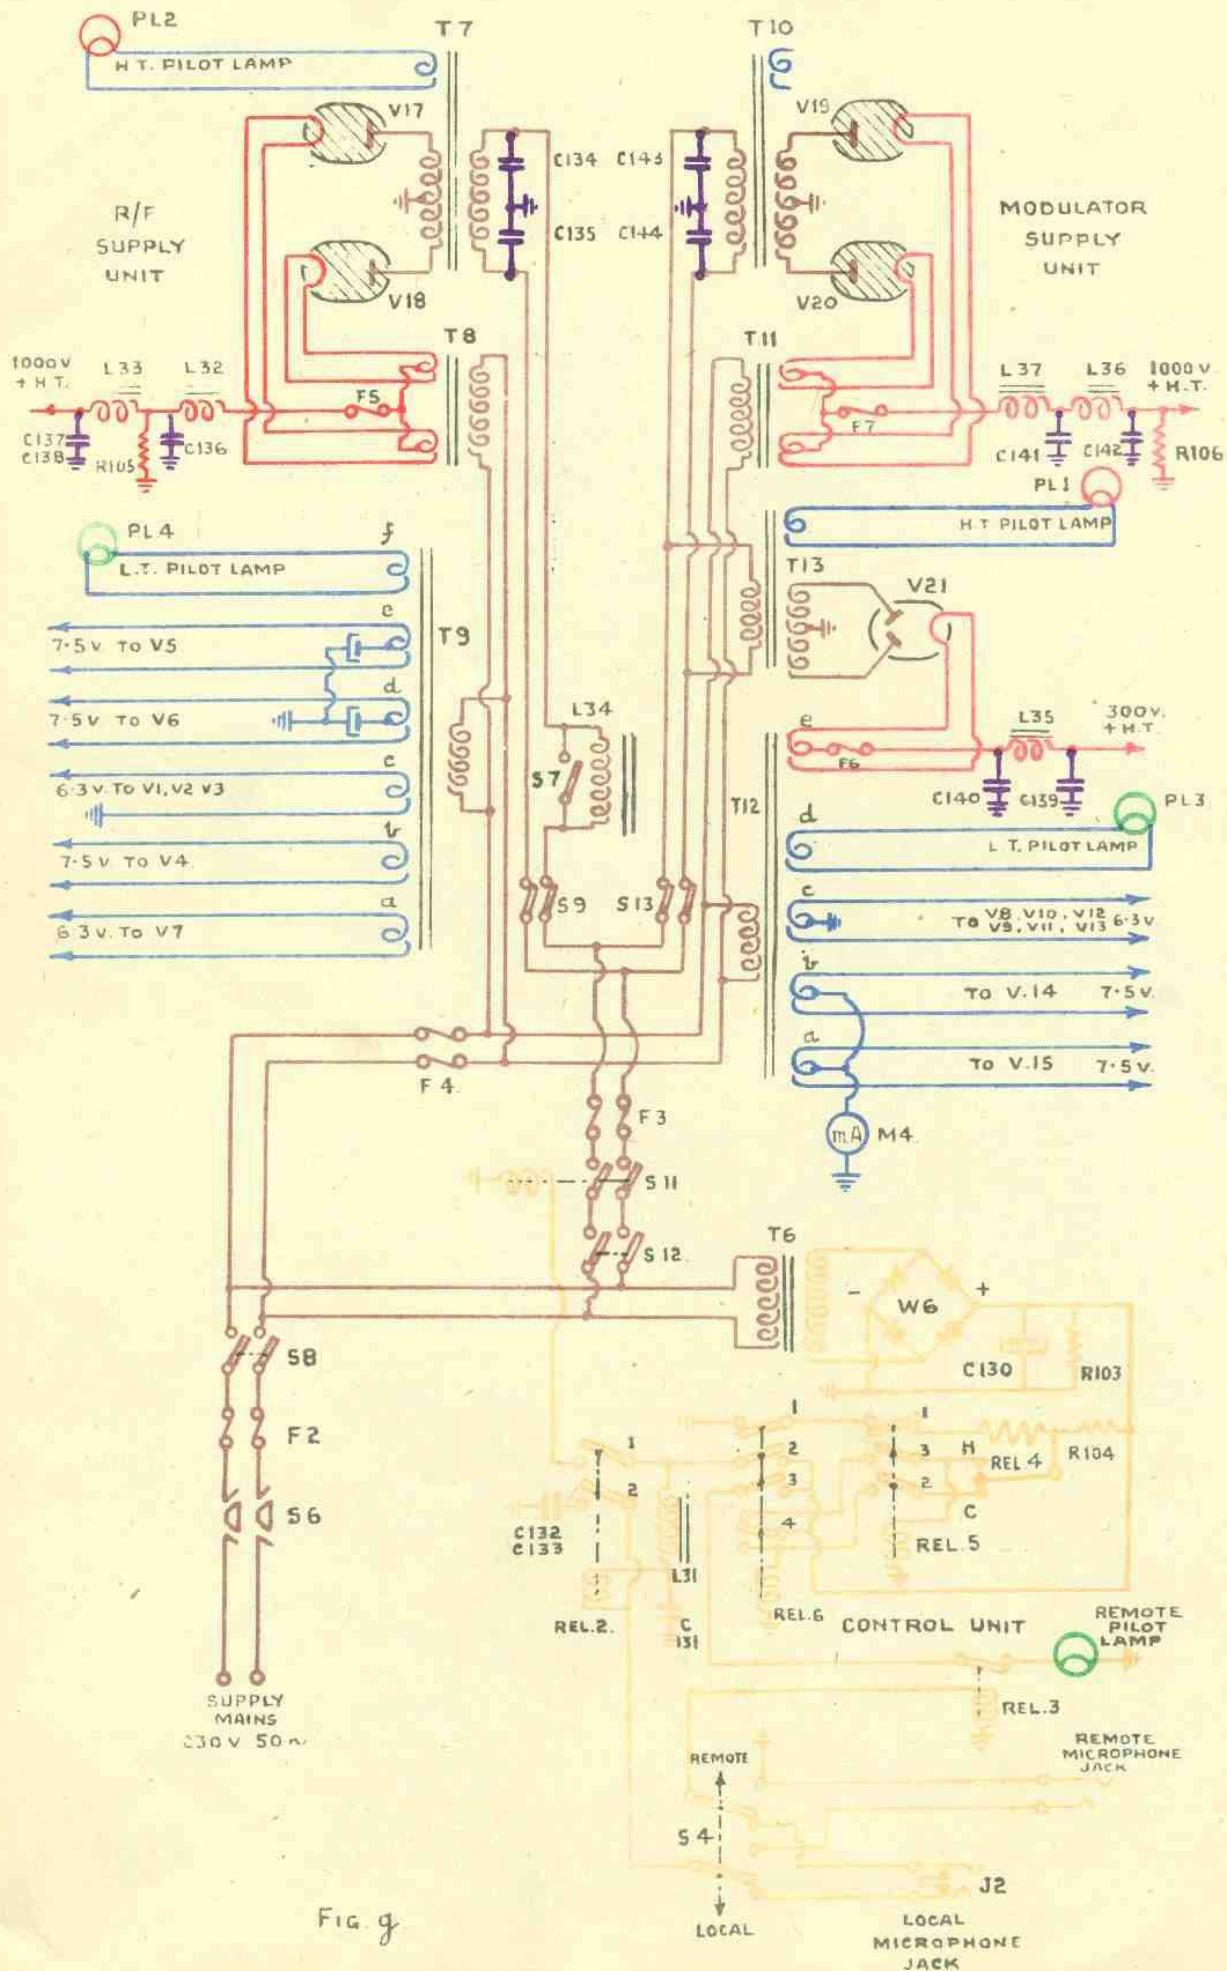 PL2
T7
T10
H.T. PILOT LAMP
V17
V19
C134
C143
R/F
SUPPLY
UNIT
MODULATOR
SUPPLY
UNIT
C135
C144
V18
V20
T8
T11
1000V
+ H.T.
L33
L32
L37
L36
1000V.
+ H.T.
F5
F7
C137
C138
R105
C136
C141
C142
R106
PL1
H.T PILOT LAMP
PL4
f
L.T. PILOT LAMP
T13
V21
e
T9
7·5V TO V5
d
7·5V TO V6
L34
e
L35
300V.
+ H.T.
F6
c
S7
6·3V. TO V1, V2 V3
C140
C139
PL3
T12
d
L T. PILOT LAMP
b
7·5V TO V4.
c
S9
S13
TO V8, V10, V12 6·3V
V9, V11, V13
a
6·3V. TO V7
b
TO V.14 7·5V.
a
TO V.15 7·5V.
F4.
F3
mA
M4.
S11
T6
S12.
-
W6
+
S8
C130
R103
F2
1
1
1
2
3
H
REL 4
R104
2
3
2
S6
4
C
C132
C133
L31
REL.5
REL.2.
C
131
REL.6
CONTROL UNIT
REMOTE
PILOT
LAMP
REL.3
SUPPLY
MAINS
230V 50~
REMOTE
REMOTE
MICROPHONE
JACK
S4
J2
FIG. 9
LOCAL
LOCAL
MICROPHONE
JACK